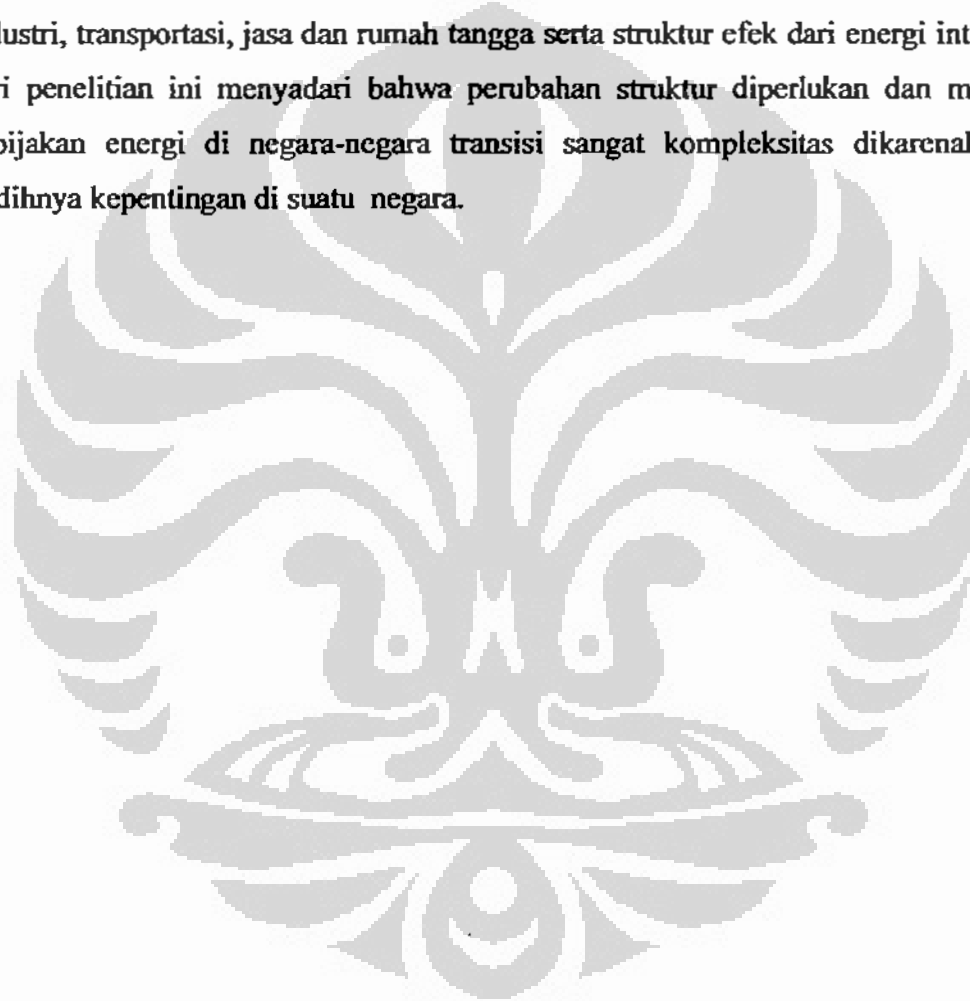 lustri, transportasi, jasa dan rumah tangga serta struktur efek dari energi int
i penelitian ini menyadari bahwa perubahan struktur diperlukan dan m
bijakan energi di negara-negara transisi sangat kompleksitas dikarenak
dihnya kepentingan di suatu negara.